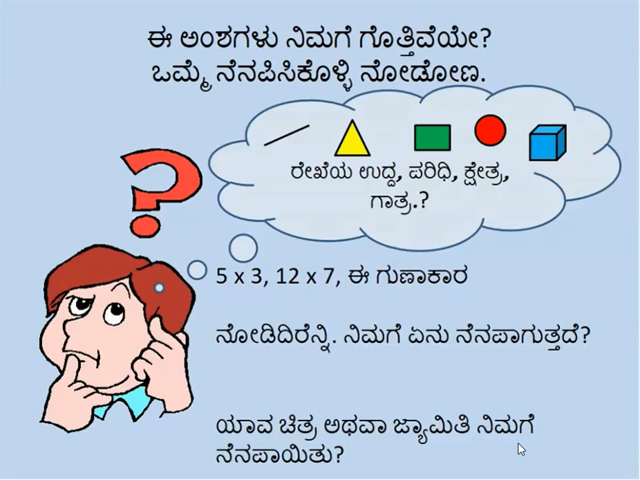 ಈ ಅಂಶಗಳು ನಿಮಗೆ ಗೊತ್ತಿವೆಯೇ?
ಒಮ್ಮೆ ನೆನಪಿಸಿಕೊಳ್ಳಿ ನೋಡೋಣ.
ರೇಖೆಯ ಉದ್ದ, ಪರಿಧಿ, ಕ್ಷೇತ್ರ,
ಗಾತ್ರ.?
5 x 3, 12 x 7, ಈ ಗುಣಾಕಾರ
ನೋಡಿದಿರೆನ್ನಿ. ನಿಮಗೆ ಏನು ನೆನಪಾಗುತ್ತದೆ?
ಯಾವ ಚಿತ್ರ ಅಥವಾ ಜ್ಯಾಮಿತಿ ನಿಮಗೆ
ನೆನಪಾಯಿತು?